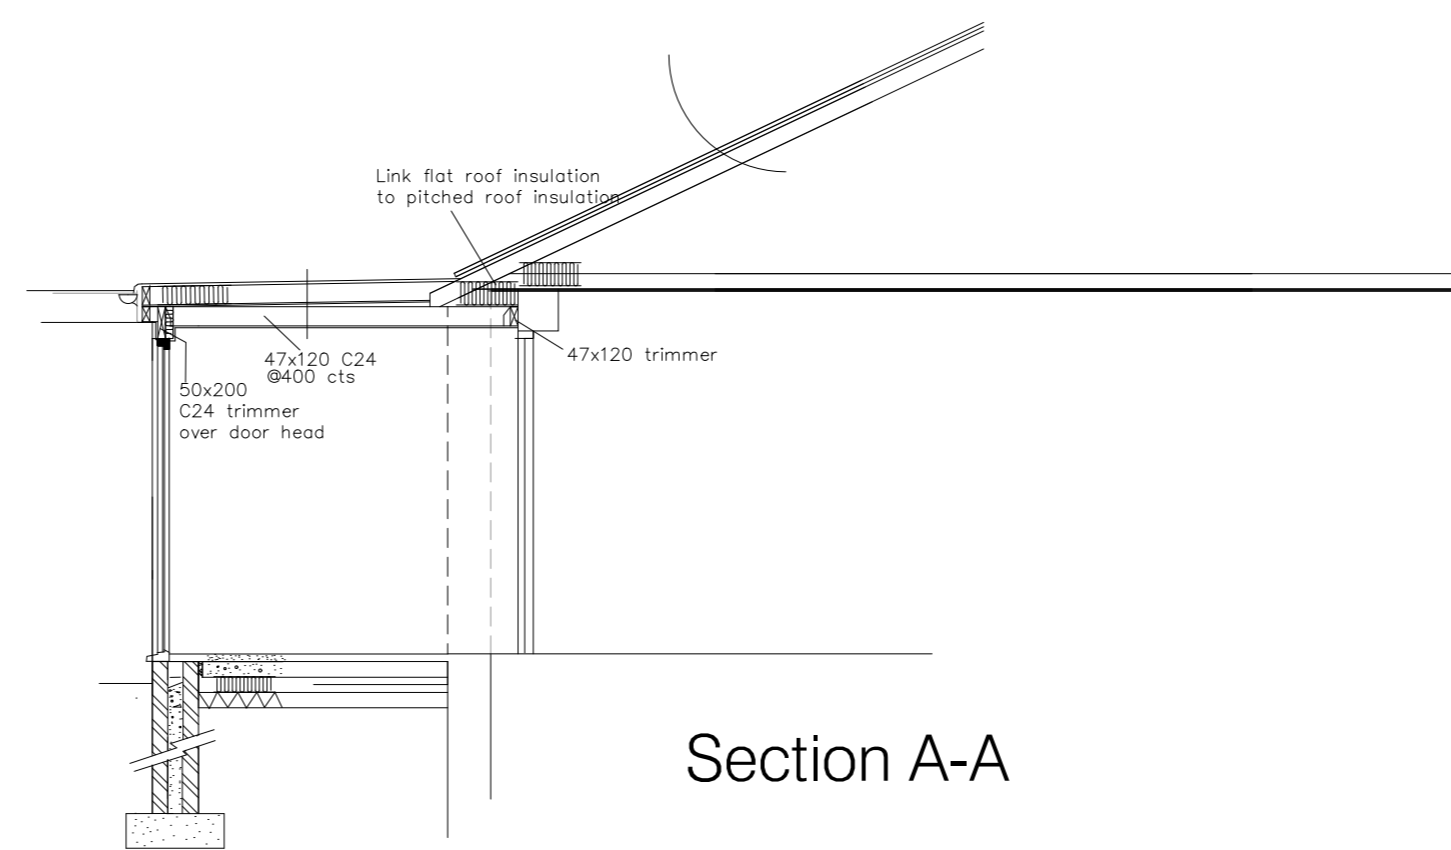 Link flat roof insulation
to pitched roof insulation
47x120 C24
@400 cts
47x120 trimmer
50x200
C24 trimmer
over door head
Section A-A